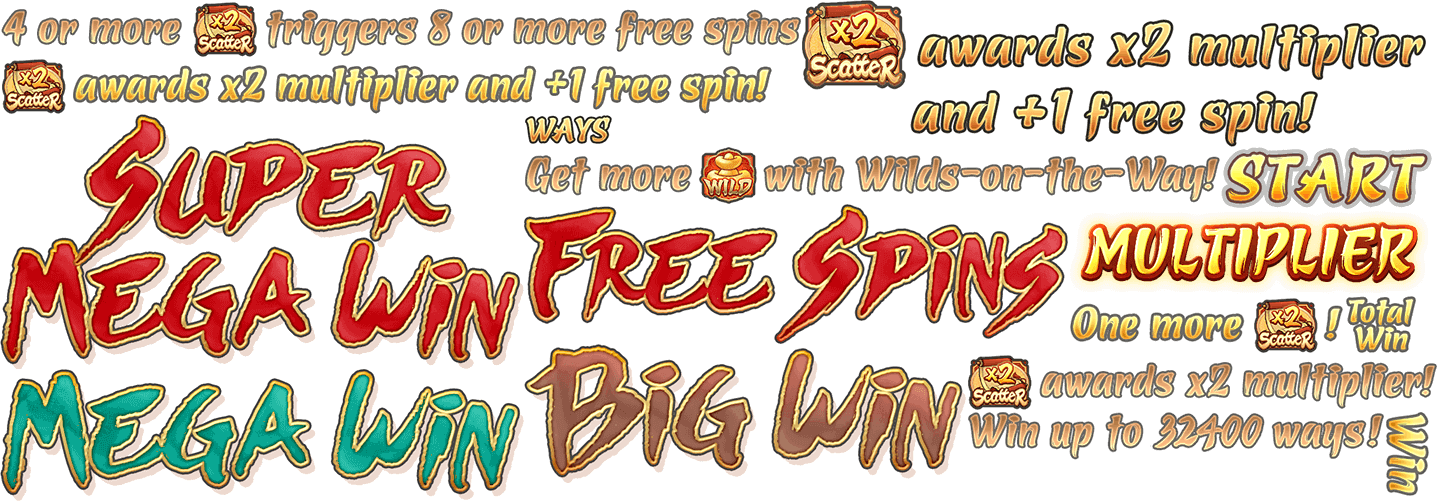 4 or more x2 Scatter triggers 8 or more free spins
x2 Scatter awards x2 multiplier and +1 free spin!
x2 Scatter awards x2 multiplier
and +1 free spin!
WAYS
Get more WILD with Wilds-on-the-Way!
START
SUPER
MEGA WIN
FREE SPINS
MULTIPLIER
One more x2 Scatter !
Total
Win
MEGA WIN
BIG WIN
x2 Scatter awards x2 multiplier!
Win up to 32400 ways!
Win